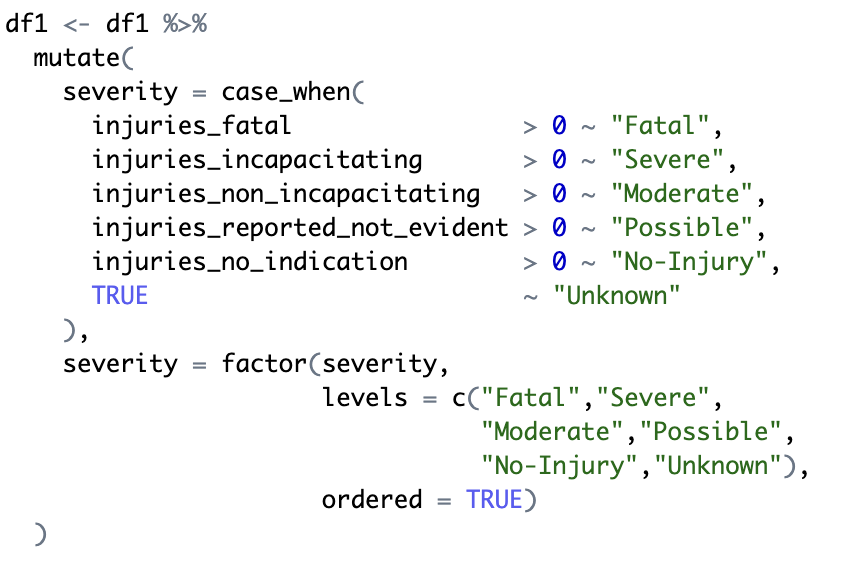 df1 <- df1 %>%
  mutate(
    severity = case_when(
      injuries_fatal                > 0 ~ "Fatal",
      injuries_incapacitating       > 0 ~ "Severe",
      injuries_non_incapacitating   > 0 ~ "Moderate",
      injuries_reported_not_evident > 0 ~ "Possible",
      injuries_no_indication        > 0 ~ "No-Injury",
      TRUE                          ~ "Unknown"
    ),
    severity = factor(severity,
                      levels = c("Fatal","Severe",
                                 "Moderate","Possible",
                                 "No-Injury","Unknown"),
                      ordered = TRUE)
  )